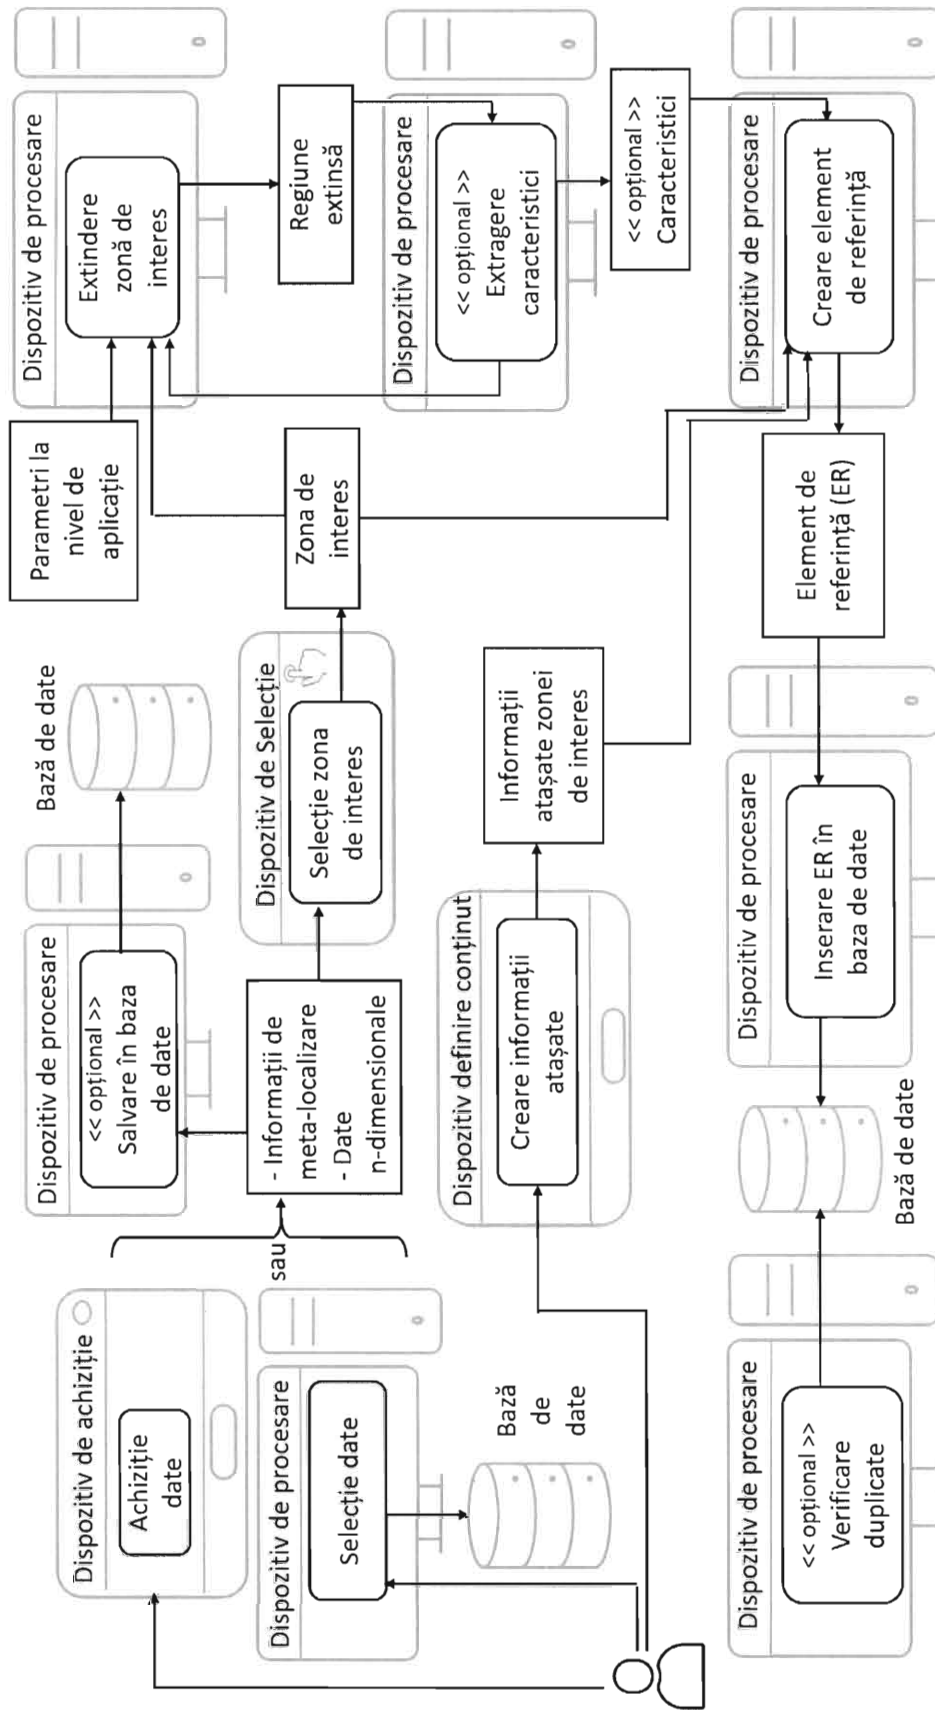 Dispozitiv de achiziție
Achiziție
date
Dispozitiv de procesare
Selecție date
Bază
de
date
sau
Dispozitiv de procesare
<< opțional >>
Salvare în baza
de date
Bază de date
- Informații de
meta-localizare
- Date
n-dimensionale
Dispozitiv de Selecție
Selecție zona
de interes
Zona de
interes
Parametri la
nivel de
aplicație
Dispozitiv de procesare
Extindere
zonă de
interes
Regiune
extinsă
Dispozitiv de procesare
<< opțional >>
Extragere
caracteristici
<< opțional >>
Caracteristici
Dispozitiv definire conținut
Creare informații
atașate
Informații
atașate zonei
de interes
Dispozitiv de procesare
Creare element
de referință
Element de
referință (ER)
Dispozitiv de procesare
Inserare ER în
baza de date
Bază de date
Dispozitiv de procesare
<< opțional >>
Verificare
duplicate